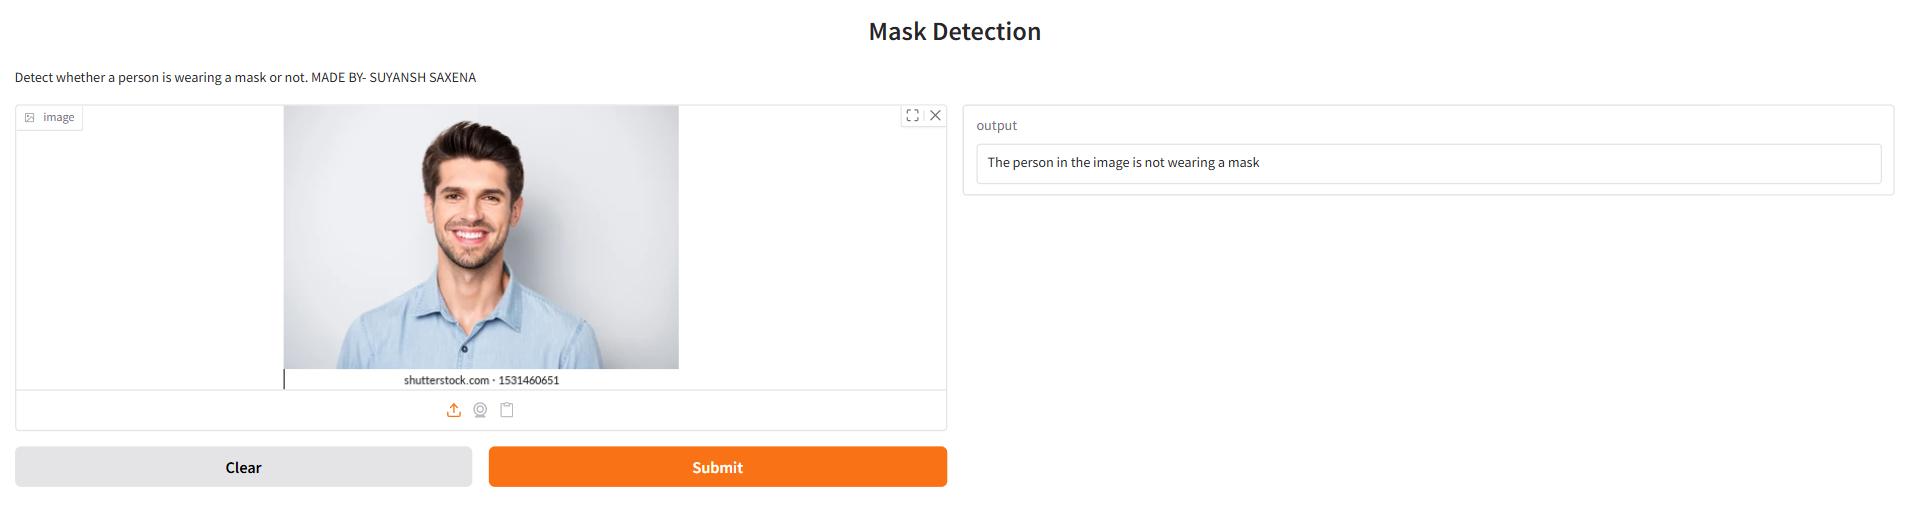 Mask Detection
Detect whether a person is wearing a mask or not. MADE BY- SUYANSH SAXENA
image
shutterstock.com · 1531460651
Clear
Submit
output
The person in the image is not wearing a mask